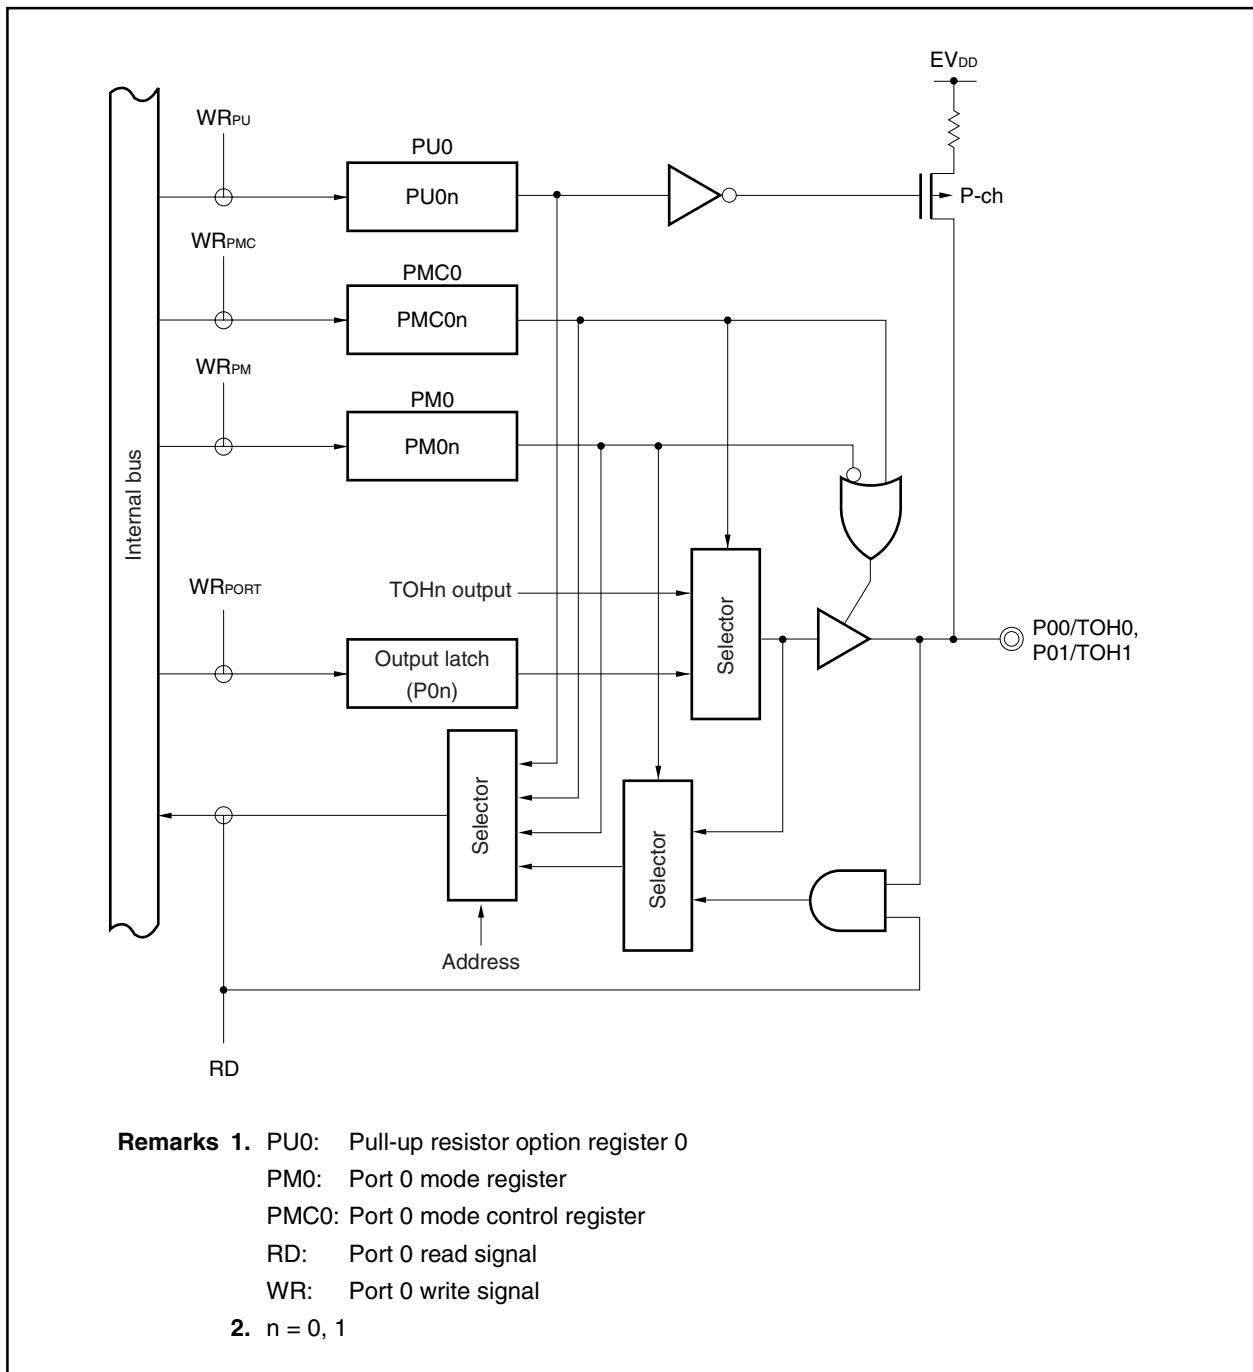 EVDD
WRPU
PU0
PU0n
P-ch
WRPMC
PMC0
PMC0n
WRPM
PM0
PM0n
Internal bus
WRPORT
TOHn output
Output latch
(P0n)
Selector
P00/TOH0,
P01/TOH1
Selector
Selector
Address
RD
Remarks 1. PU0: Pull-up resistor option register 0
PM0: Port 0 mode register
PMC0: Port 0 mode control register
RD: Port 0 read signal
WR: Port 0 write signal
2. n = 0, 1